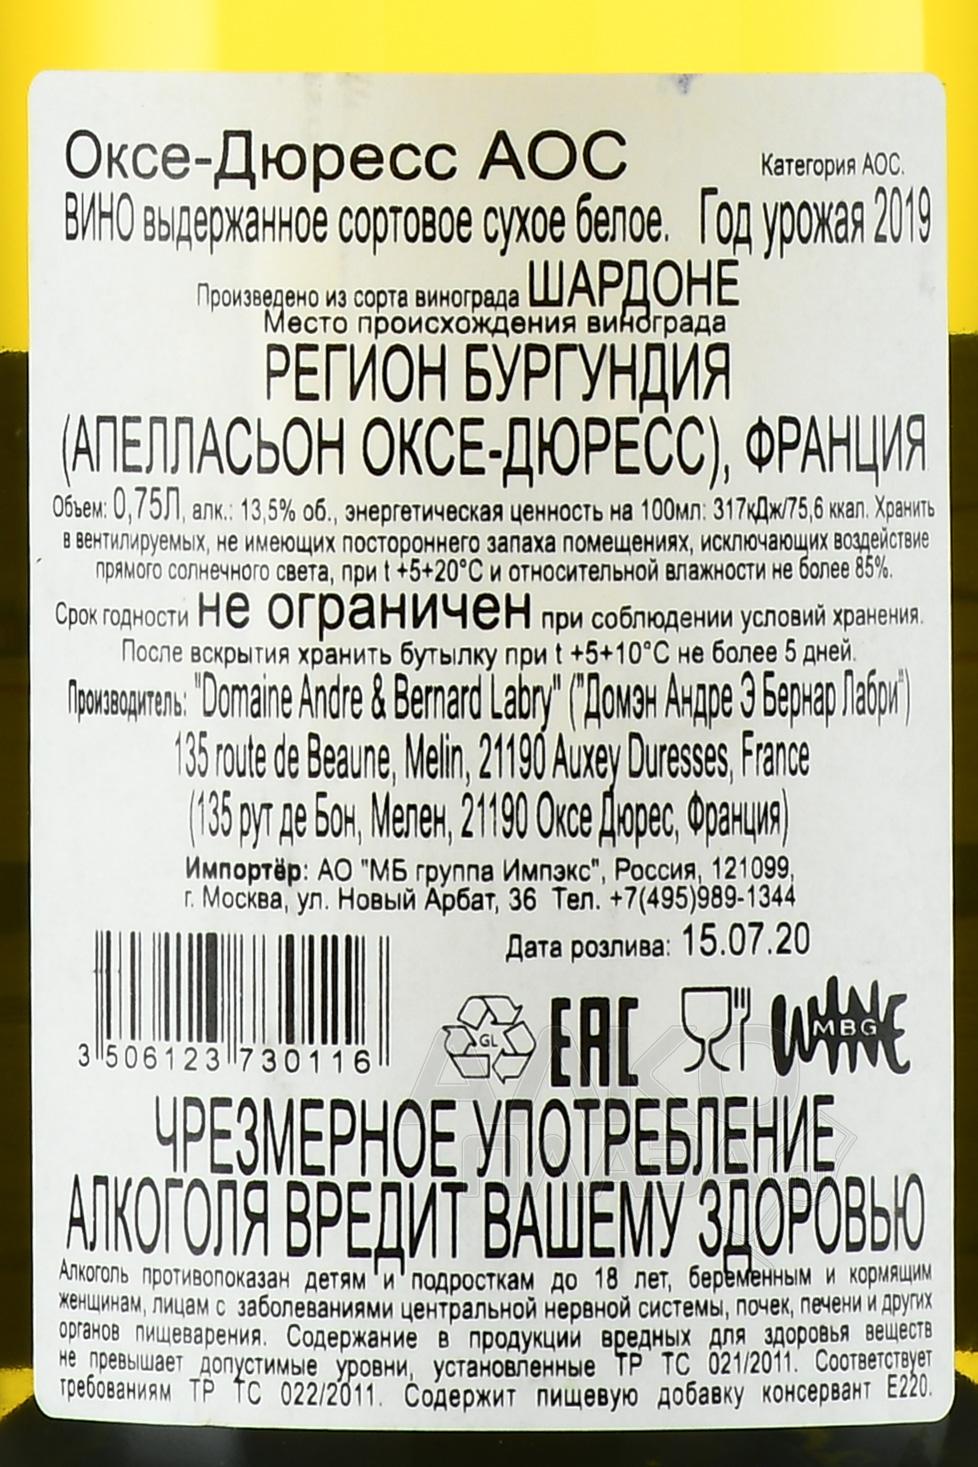 Оксе-Дюресс АОС
Категория АОС.
ВИНО выдержанное сортовое сухое белое. Год урожая 2019
Произведено из сорта винограда ШАРДОНЕ
Место происхождения винограда
РЕГИОН БУРГУНДИЯ
(АПЕЛЛАСЬОН ОКСЕ-ДЮРЕСС), ФРАНЦИЯ
Объем: 0,75Л, алк.: 13,5% об., энергетическая ценность на 100мл: 317кДж/75,6 ккал. Хранить
в вентилируемых, не имеющих постороннего запаха помещениях, исключающих воздействие
прямого солнечного света, при t +5+20°С и относительной влажности не более 85%.
Срок годности не ограничен при соблюдении условий хранения.
После вскрытия хранить бутылку при t +5+10°С не более 5 дней.
Производитель: "Domaine Andre & Bernard Labry" ("Домэн Андре Э Бернар Лабри")
135 route de Beaune, Melin, 21190 Auxey Duresses, France
(135 рут де Бон, Мелен, 21190 Оксе Дюрес, Франция)
Импортёр: АО "МБ группа Импэкс", Россия, 121099,
г. Москва, ул. Новый Арбат, 36 Тел. +7(495)989-1344
Дата розлива: 15.07.20
3 506123 730116
GL
EAC
WINE
MBG
ЧРЕЗМЕРНОЕ УПОТРЕБЛЕНИЕ
АЛКОГОЛЯ ВРЕДИТ ВАШЕМУ ЗДОРОВЬЮ
Алкоголь противопоказан детям и подросткам до 18 лет, беременным и кормящим
женщинам, лицам с заболеваниями центральной нервной системы, почек, печени и других
органов пищеварения. Содержание в продукции вредных для здоровья веществ
не превышает допустимые уровни, установленные ТР ТС 021/2011. Соответствует
требованиям ТР ТС 022/2011. Содержит пищевую добавку консервант Е220.